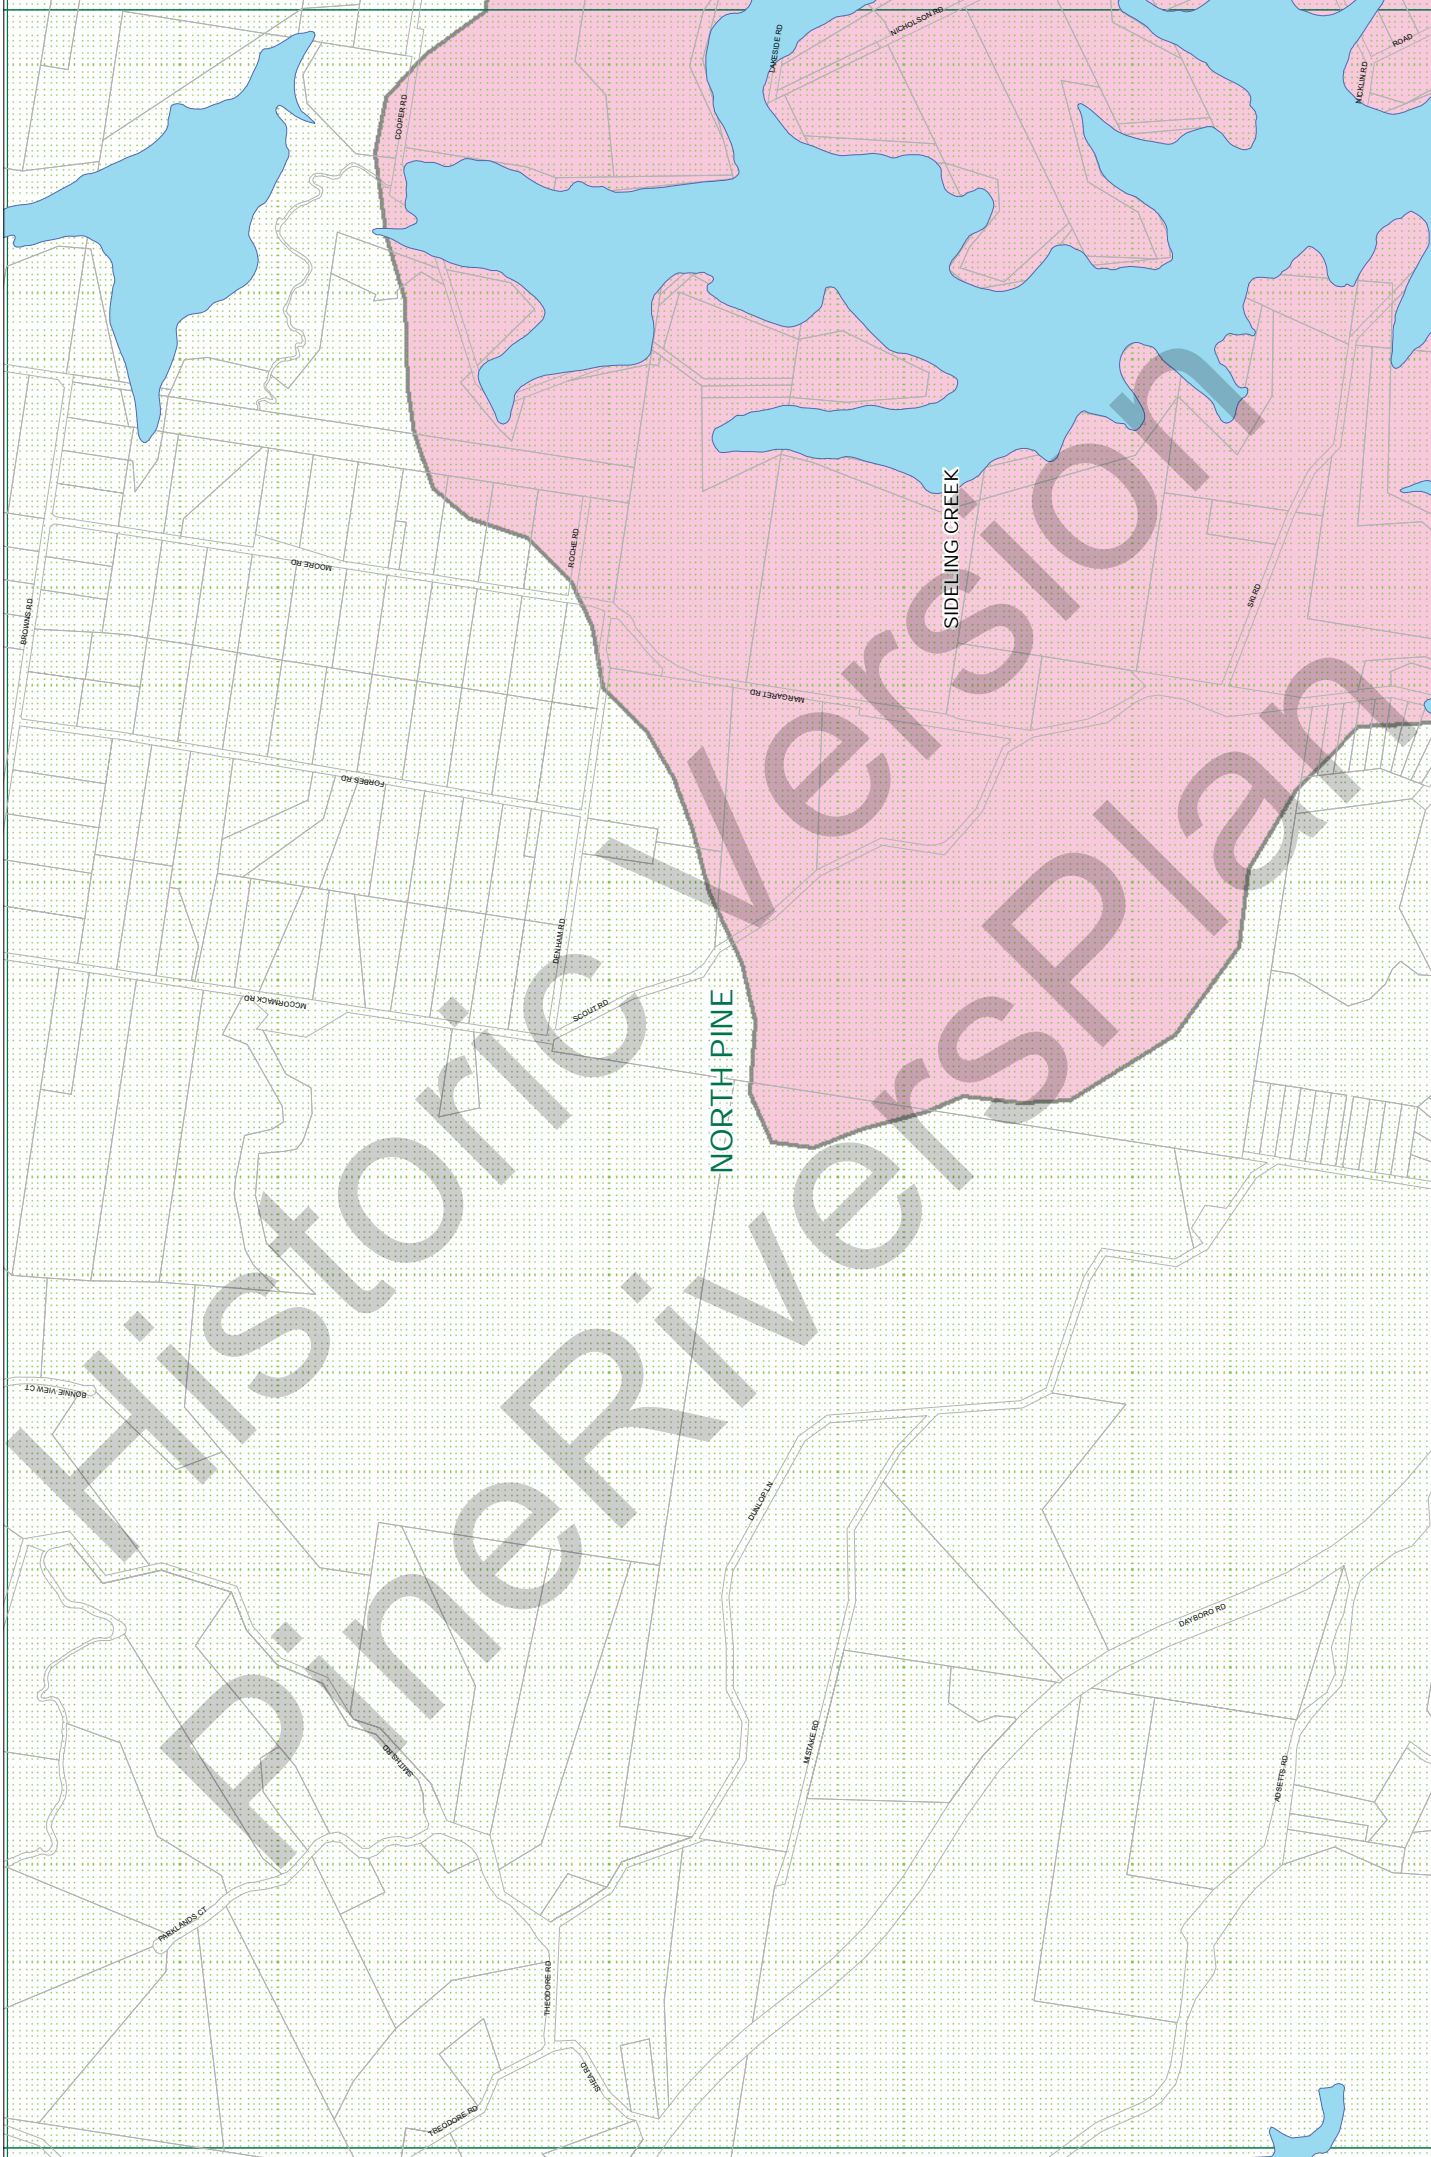 NICHOLSON RD
LAKESIDE RD
ROAD
NICKLIN RD
COOPER RD
SIDELING CREEK
ROCHE RD
MOORE RD
SKI RD
BROWNS RD
MARGARET RD
FORBES RD
DENHAM RD
MCCORMACK RD
SCOUT RD
NORTH PINE
BONNIE VIEW CT
DUNLOP LN
DAYBORO RD
MISTAKE RD
SMITHS RD
ADSETTS RD
PARKLANDS CT
THEODORE RD
SHEA RD
THEODORE RD
Historic Version
PineRiversPlan